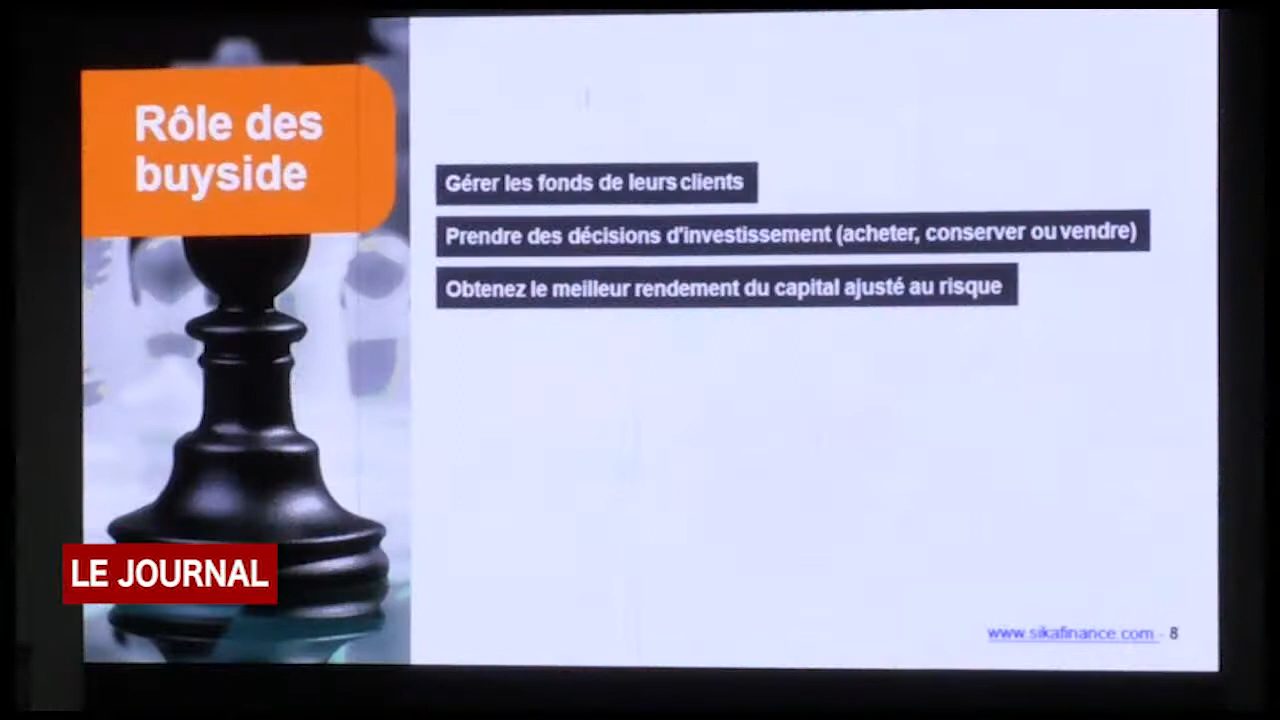 Rôle des
buyside
Gérer les fonds de leurs clients
Prendre des décisions d'investissement (acheter, conserver ou vendre)
Obtenez le meilleur rendement du capital ajusté au risque
LE JOURNAL
www.sikafinance.com - 8